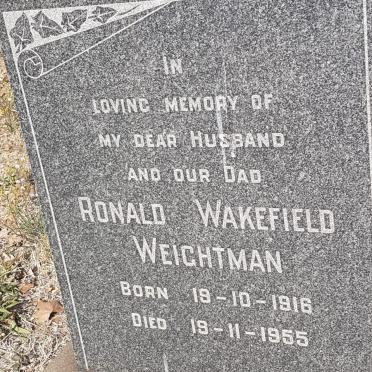 In
loving memory of
my dear Husband
and our Dad
Ronald Wakefield
Weightman
Born 19-10-1916
Died 19-11-1955